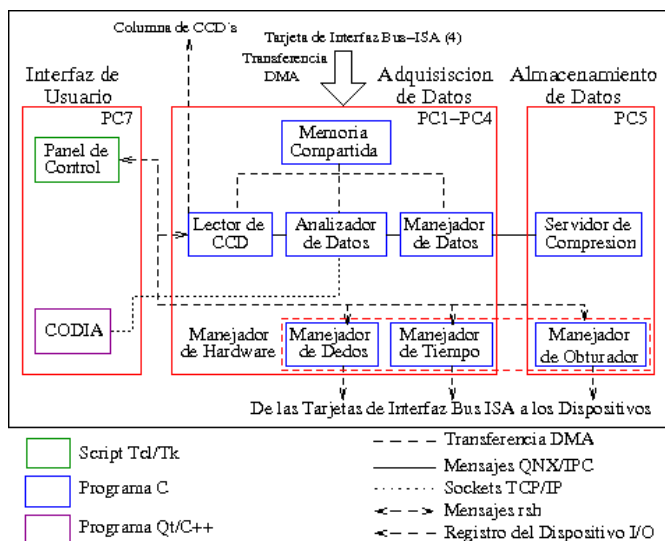 Columna de CCD's
Tarjeta de Interfaz Bus-ISA (4)
Transferencia
DMA
Interfaz de
Usuario
Adquisiscion
de Datos
Almacenamiento
de Datos
PC7
PC1-PC4
PC5
Panel de
Control
Memoria
Compartida
Lector de
CCD
Analizador
de Datos
Manejador
de Datos
Servidor de
Compresion
CODIA
Manejador
de Hardware
Manejador
de Dedos
Manejador
de Tiempo
Manejador
de Obturador
De las Tarjetas de Interfaz Bus ISA a los Dispositivos
Script Tcl/Tk
Programa C
Programa Qt/C++
Transferencia DMA
Mensajes QNX/IPC
Sockets TCP/IP
Mensajes rsh
Registro del Dispositivo I/O